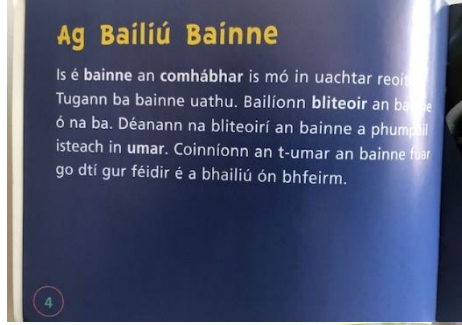 Ag Bailiú Bainne
Is é bainne an comhábhar is mó in uachtar reoite.
Tugann ba bainne uathu. Bailíonn bliteoir an bainne
ó na ba. Déanann na bliteoirí an bainne a phumpáil
isteach in umar. Coinníonn an t-umar an bainne fuar
go dtí gur féidir é a bhailiú ón bhfeirm.
4